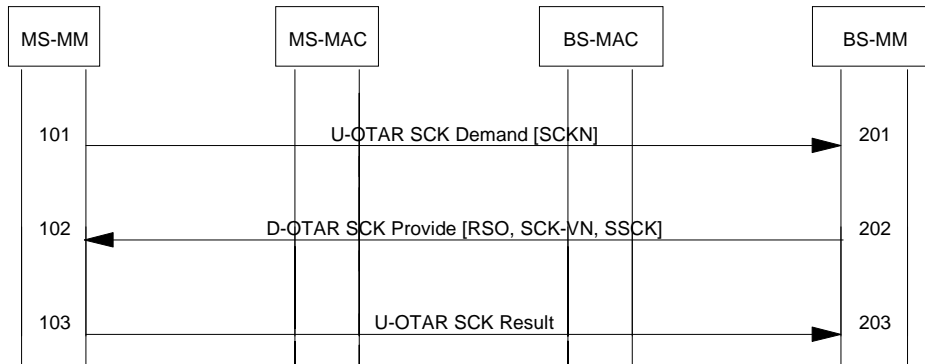 MS-MM MS-MAC BS-MAC BS-MM
101 U-OTAR SCK Demand [SCKN] 201
102 D-OTAR SCK Provide [RSO, SCK-VN, SSCK] 202
103 U-OTAR SCK Result 203